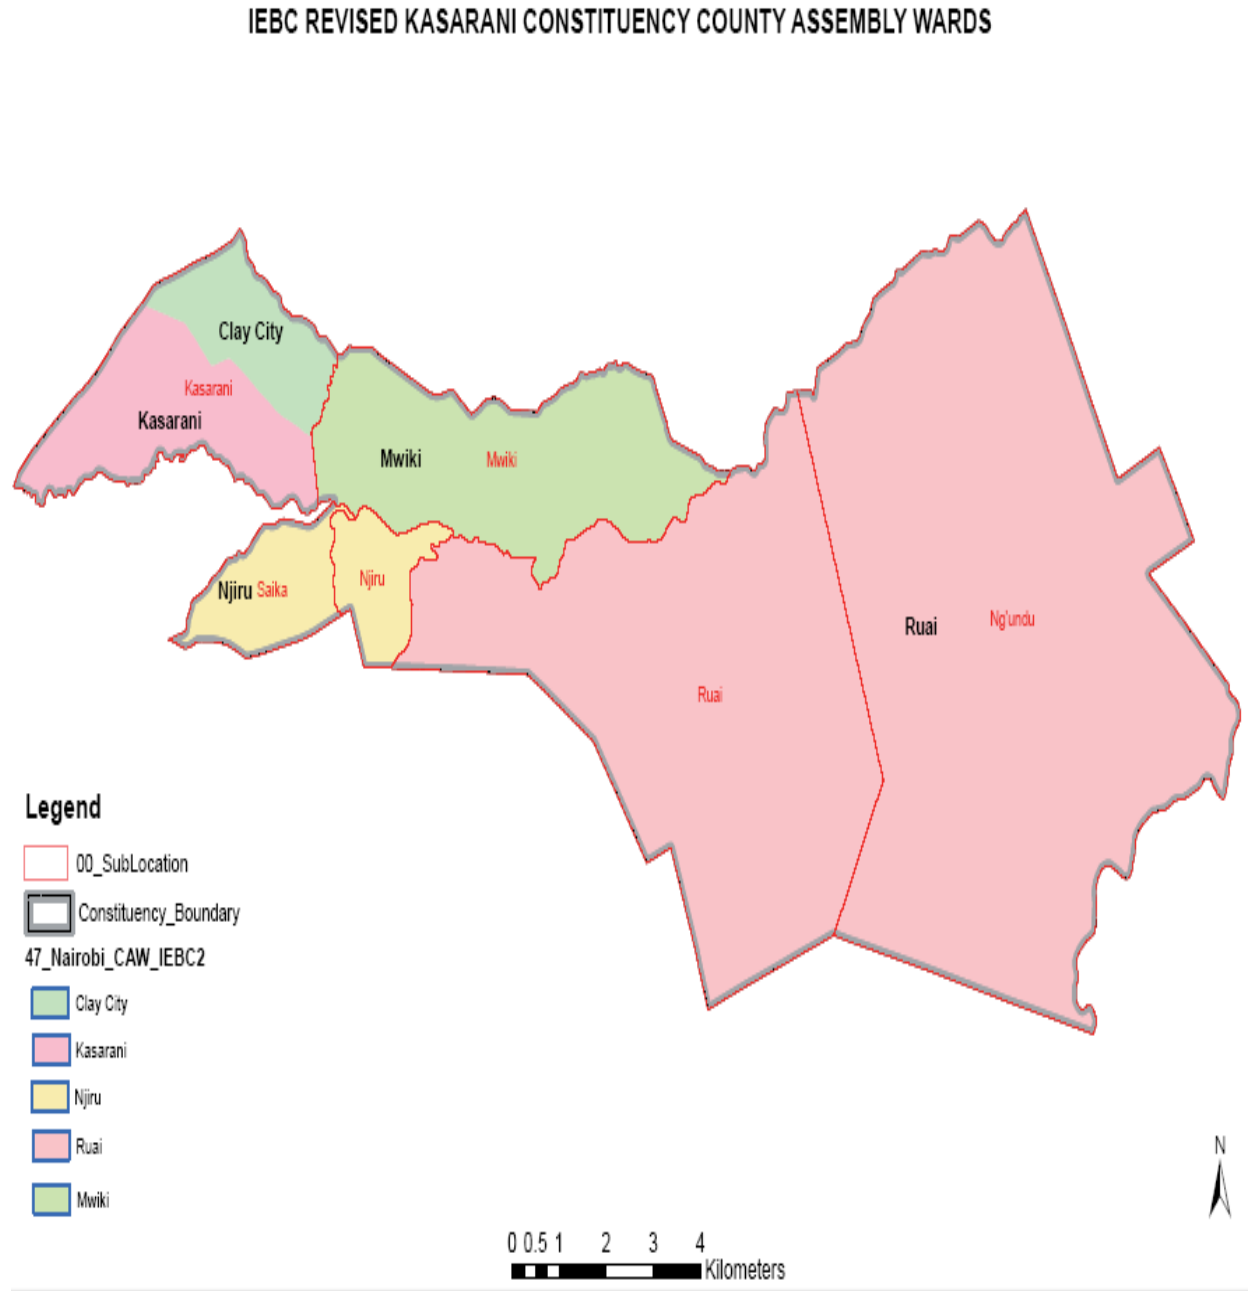 IEBC REVISED KASARANI CONSTITUENCY COUNTY ASSEMBLY WARDS
Clay City
Kasarani
Kasarani
Mwiki Mwiki
Njiru Saika
Njiru
Ruai Ng'undu
Ruai
Legend
00_SubLocation
Constituency_Boundary
47_Nairobi_CAW_IEBC2
Clay City
Kasarani
Njiru
Ruai
Mwiki
N
0 0.5 1 2 3 4
Kilometers